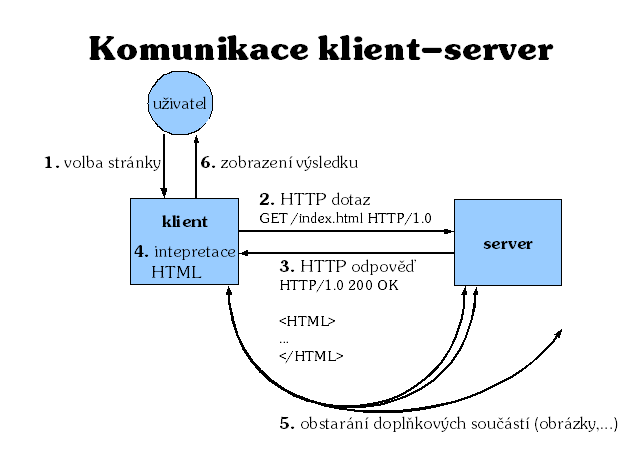 Komunikace klient–server
uživatel
1. volba stránky
6. zobrazení výsledku
2. HTTP dotaz
GET /index.html HTTP/1.0
klient
4. intepretace
HTML
server
3. HTTP odpověď
HTTP/1.0 200 OK
<HTML>
...
</HTML>
5. obstarání doplňkových součástí (obrázky,...)